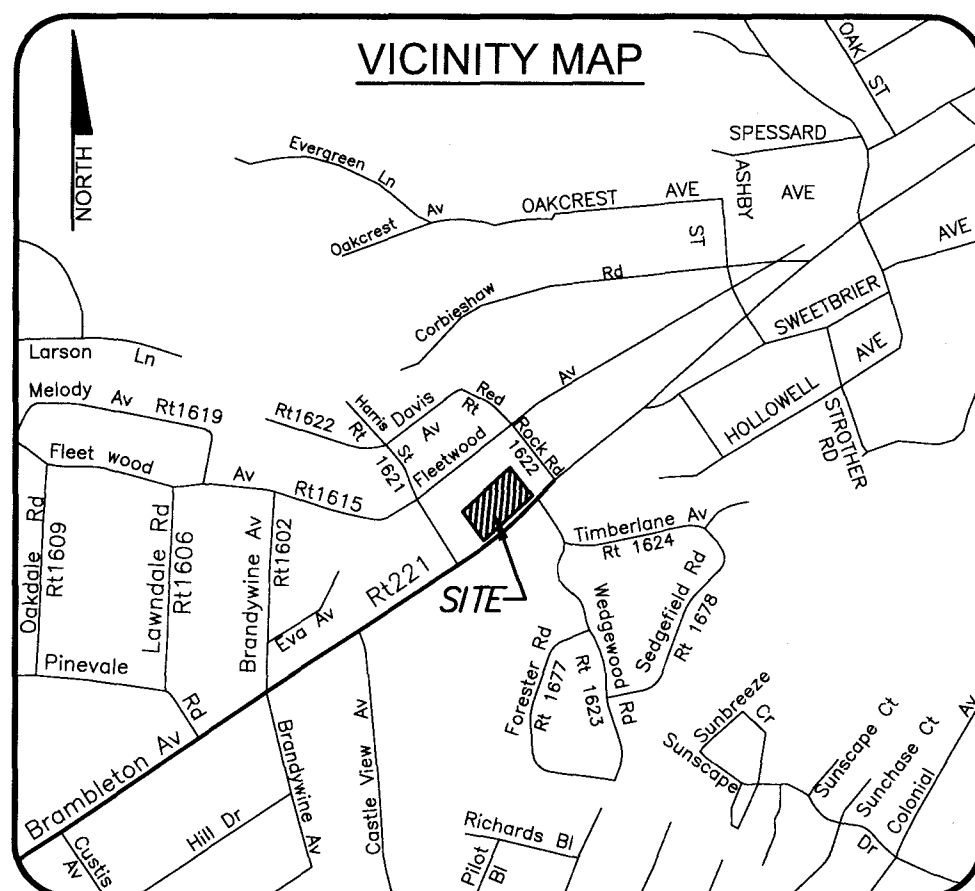 VICINITY MAP
NORTH
OAK ST
SPESSARD AVE
ASHBY ST
Evergreen Ln
Oakcrest Av
OAKCREST AVE
AVE
Corbieshaw Rd
SWEETBRIER
HOLLOWELL AVE
STROTHER RD
Larson Ln
Melody Av Rt1619
Rt1622
Harris St
Rt 1621
Davis Av
Red Rock Rd
Rt 1622
Fleetwood Av
Fleet wood Av Rt1615
Oakdale Rd
Rt1609
Lawndale Rd
Rt1606
Brandywine Av
Rt1602
Eva Av
Rt221
SITE
Timberlane Av
Rt 1624
Wedgewood Rd
Rt 1623
Sedgefield Rd
Rt 1678
Forester Rd
Rt 1677
Pinevale Rd
Brambleton Av
Brandywine Av
Castle View Av
Hill Dr
Custis Av
Richards Bl
Pilot Bl
Sunbreeze Cr
Sunscape Dr
Sunscape Ct
Sunchase Ct
Colonial Av